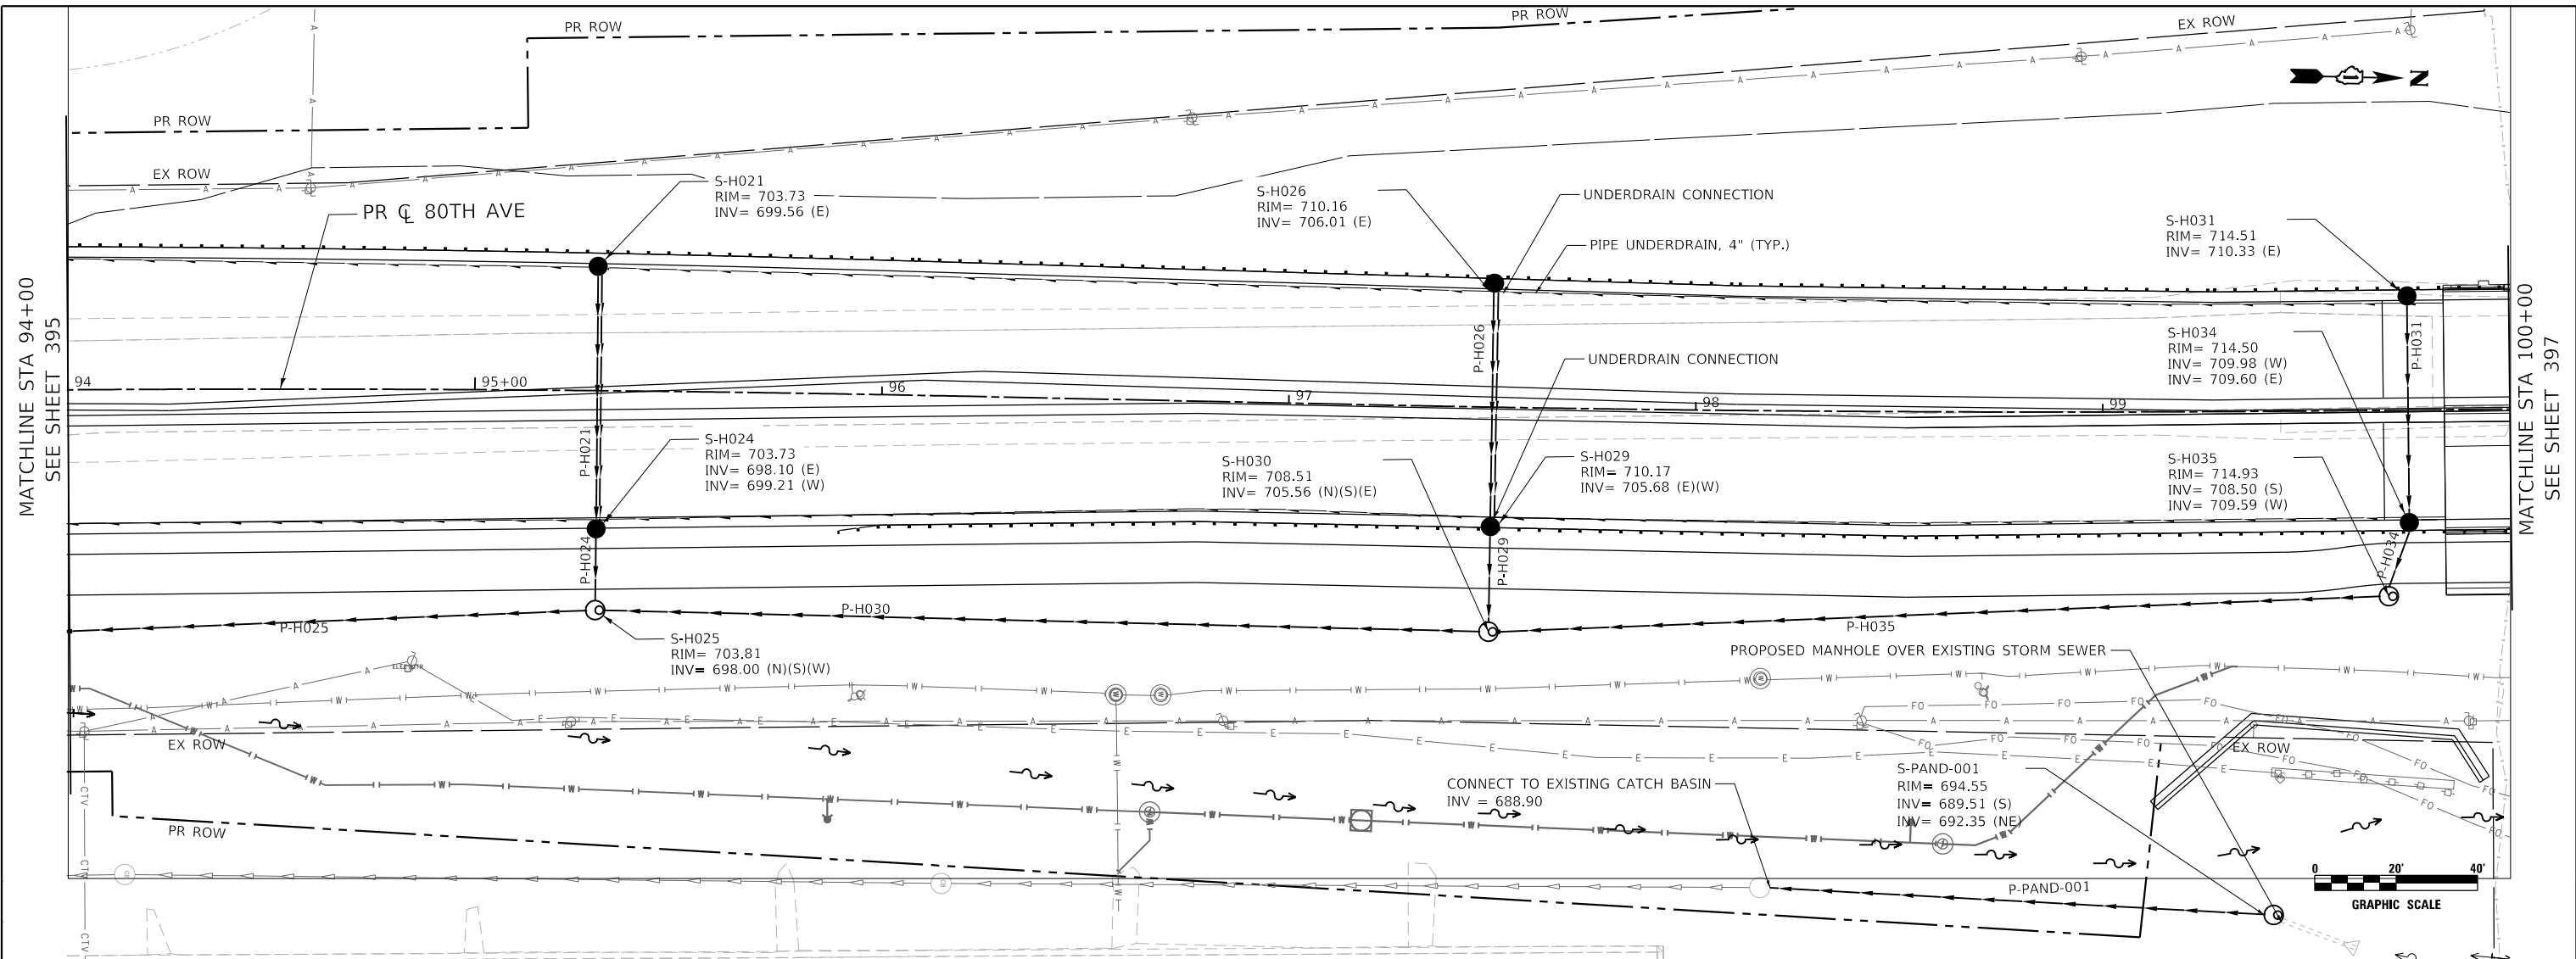 PR ROW
PR ROW
EX ROW
N
PR ROW
EX ROW
S-H021
RIM= 703.73
INV= 699.56 (E)
PR ℄ 80TH AVE
S-H026
RIM= 710.16
INV= 706.01 (E)
UNDERDRAIN CONNECTION
PIPE UNDERDRAIN, 4" (TYP.)
S-H031
RIM= 714.51
INV= 710.33 (E)
MATCHLINE STA 94+00
SEE SHEET 395
MATCHLINE STA 100+00
SEE SHEET 397
P-H026
P-H031
S-H034
RIM= 714.50
INV= 709.98 (W)
INV= 709.60 (E)
UNDERDRAIN CONNECTION
94
95+00
96
97
98
99
P-H021
S-H024
RIM= 703.73
INV= 698.10 (E)
INV= 699.21 (W)
S-H030
RIM= 708.51
INV= 705.56 (N)(S)(E)
S-H029
RIM= 710.17
INV= 705.68 (E)(W)
S-H035
RIM= 714.93
INV= 708.50 (S)
INV= 709.59 (W)
P-H024
P-H029
P-H034
P-H025
P-H030
P-H035
S-H025
RIM= 703.81
INV= 698.00 (N)(S)(W)
PROPOSED MANHOLE OVER EXISTING STORM SEWER
EX ROW
EX ROW
CONNECT TO EXISTING CATCH BASIN
INV = 688.90
S-PAND-001
RIM= 694.55
INV= 689.51 (S)
INV= 692.35 (NE)
PR ROW
P-PAND-001
0 20' 40'
GRAPHIC SCALE
CTV
CTV
CTV